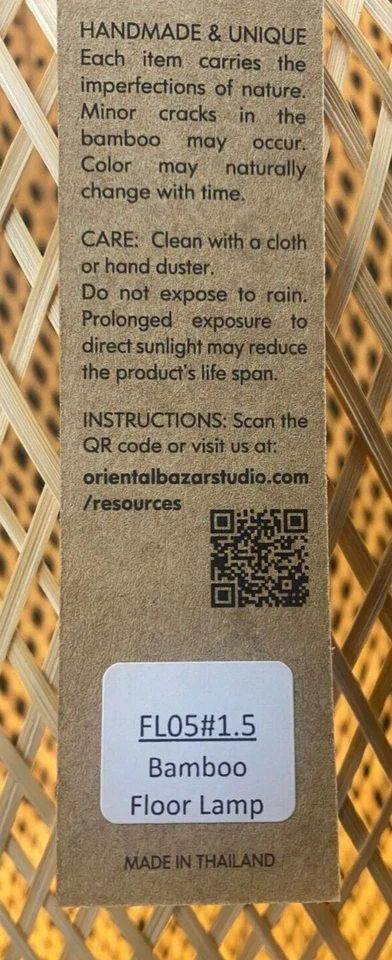 HANDMADE & UNIQUE
Each item carries the
imperfections of nature.
Minor cracks in the
bamboo may occur.
Color may naturally
change with time.
CARE: Clean with a cloth
or hand duster.
Do not expose to rain.
Prolonged exposure to
direct sunlight may reduce
the product's life span.
INSTRUCTIONS: Scan the
QR code or visit us at:
orientalbazarstudio.com
/resources
FL05#1.5
Bamboo
Floor Lamp
MADE IN THAILAND